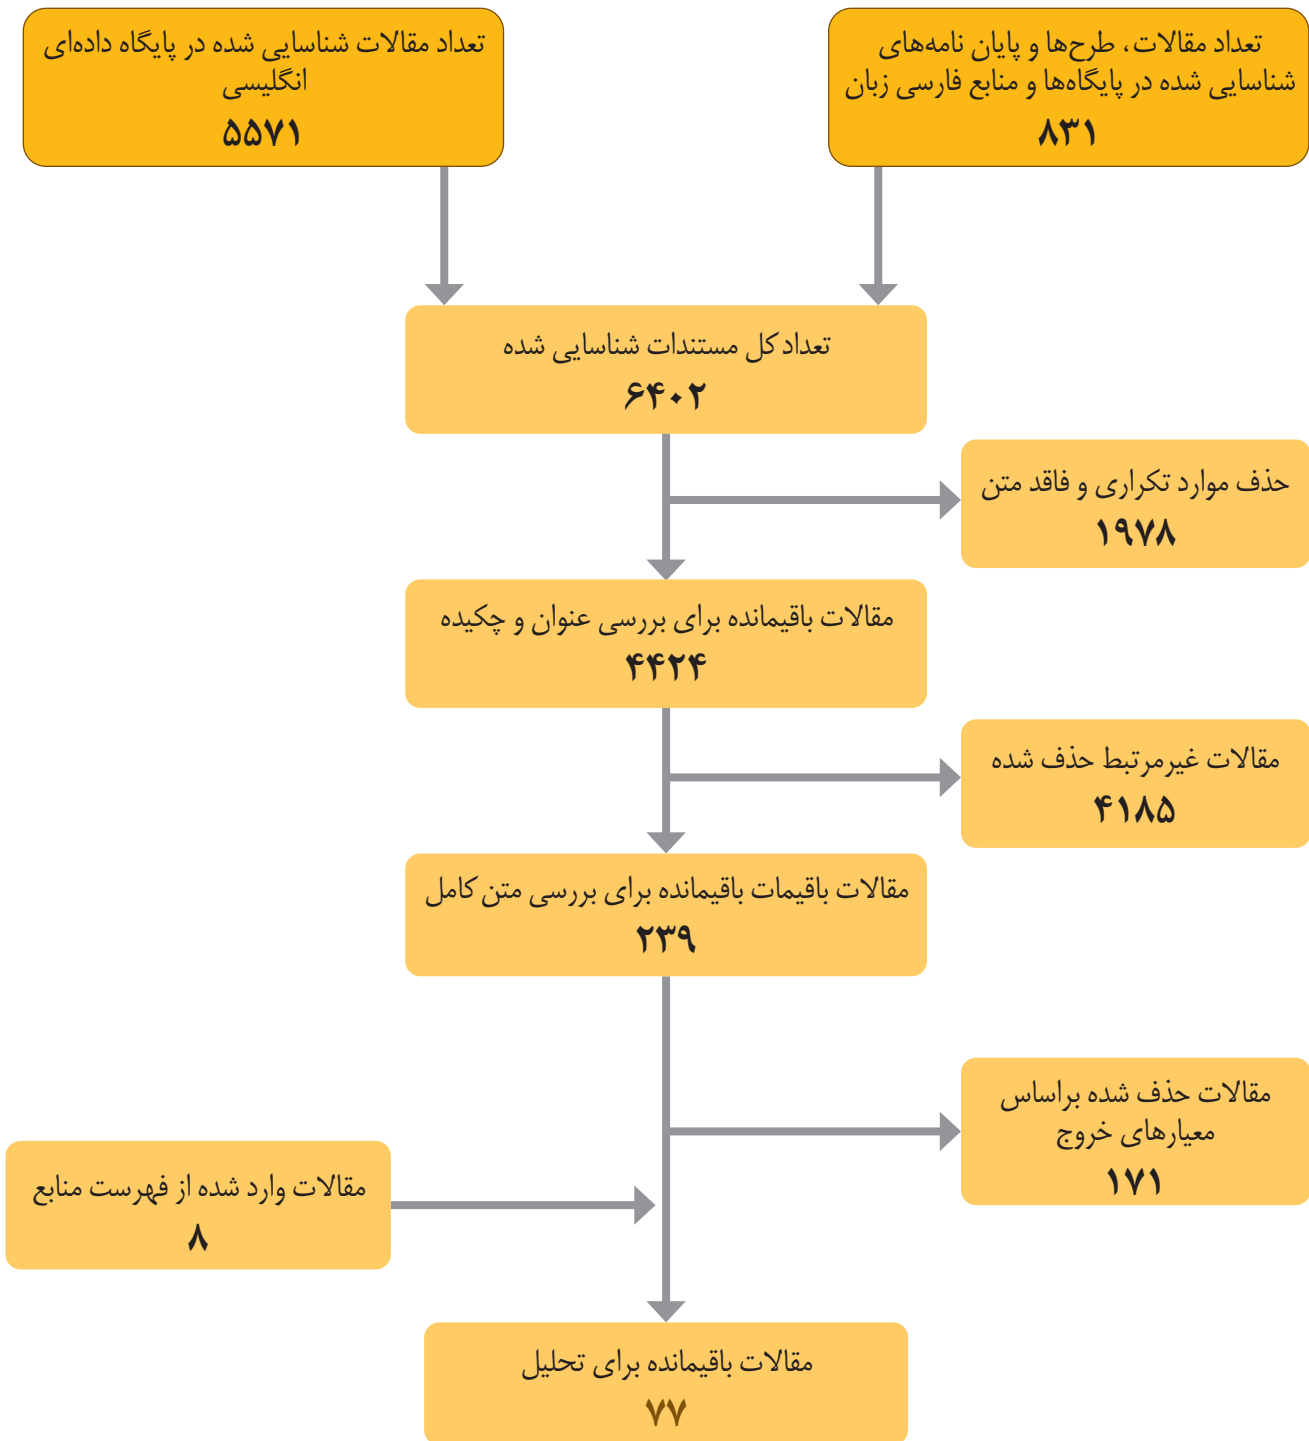 تعداد مقالات، طرح‌ها و پایان نامه‌های
شناسایی شده در پایگاه‌ها و منابع فارسی زبان
۸۳۱
تعداد مقالات شناسایی شده در پایگاه داده‌ای
انگلیسی
۵۵۷۱
تعداد کل مستندات شناسایی شده
۶۴۰۲
حذف موارد تکراری و فاقد متن
۱۹۷۸
مقالات باقیمانده برای بررسی عنوان و چکیده
۴۴۲۴
مقالات غیرمرتبط حذف شده
۴۱۸۵
مقالات باقیمات باقیمانده برای بررسی متن کامل
۲۳۹
مقالات حذف شده براساس
معیارهای خروج
۱۷۱
مقالات وارد شده از فهرست منابع
۸
مقالات باقیمانده برای تحلیل
۷۷